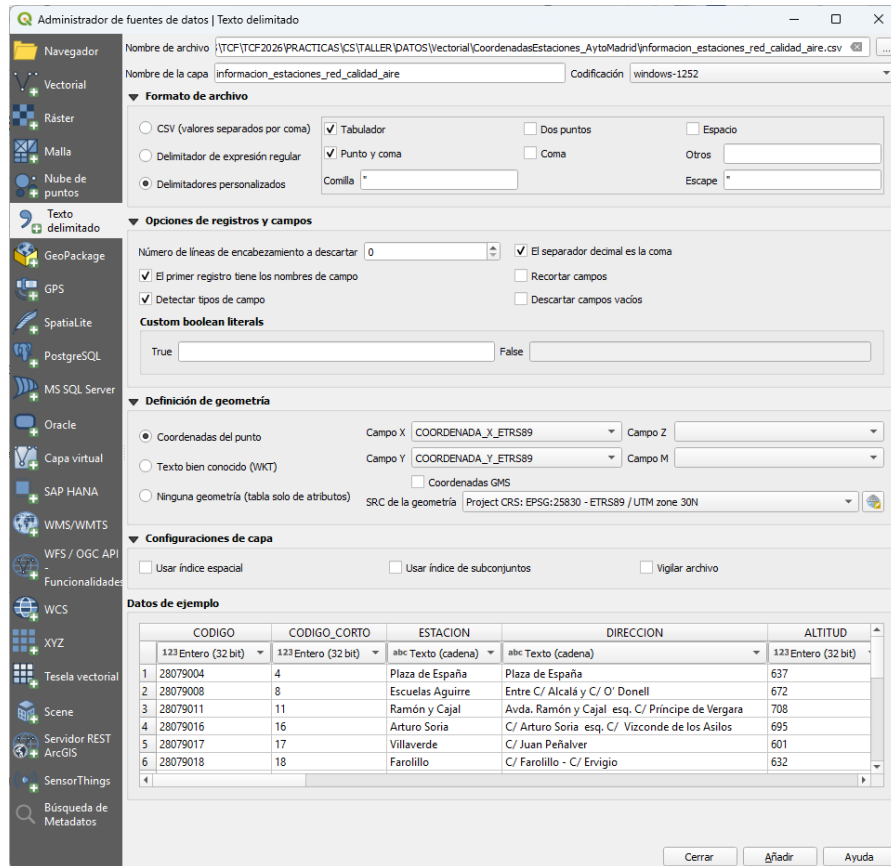 Administrador de fuentes de datos | Texto delimitado
Navegador
Vectorial
Ráster
Malla
Nube de
puntos
Texto
delimitado
GeoPackage
GPS
SpatiaLite
PostgreSQL
MS SQL Server
Oracle
Capa virtual
SAP HANA
WMS/WMTS
WFS / OGC API
-
Funcionalidades
WCS
XYZ
Tesela vectorial
Scene
Servidor REST
ArcGIS
SensorThings
Búsqueda de
Metadatos
Nombre de archivo \TCF\TCF2026\PRACTICAS\CS\TALLER\DATOS\Vectorial\CoordenadasEstaciones_AytoMadrid\informacion_estaciones_red_calidad_aire.csv ...
Nombre de la capa informacion_estaciones_red_calidad_aire Codificación windows-1252
Formato de archivo
CSV (valores separados por coma) Tabulador Dos puntos Espacio
Delimitador de expresión regular Punto y coma Coma Otros
Delimitadores personalizados Comilla " Escape "
Opciones de registros y campos
Número de líneas de encabezamiento a descartar 0 El separador decimal es la coma
El primer registro tiene los nombres de campo Recortar campos
Detectar tipos de campo Descartar campos vacíos
Custom boolean literals
True False
Definición de geometría
Coordenadas del punto Campo X COORDENADA_X_ETRS89 Campo Z
Texto bien conocido (WKT) Campo Y COORDENADA_Y_ETRS89 Campo M
Coordenadas GMS
Ninguna geometría (tabla solo de atributos) SRC de la geometría Project CRS: EPSG:25830 - ETRS89 / UTM zone 30N
Configuraciones de capa
Usar índice espacial Usar índice de subconjuntos Vigilar archivo
Datos de ejemplo
CODIGO CODIGO_CORTO ESTACION DIRECCION ALTITUD
123 Entero (32 bit) 123 Entero (32 bit) abc Texto (cadena) abc Texto (cadena) 123 Entero (32 bit)
1 28079004 4 Plaza de España Plaza de España 637
2 28079008 8 Escuelas Aguirre Entre C/ Alcalá y C/ O' Donell 672
3 28079011 11 Ramón y Cajal Avda. Ramón y Cajal esq. C/ Príncipe de Vergara 708
4 28079016 16 Arturo Soria C/ Arturo Soria esq. C/ Vizconde de los Asilos 695
5 28079017 17 Villaverde C/ Juan Peñalver 601
6 28079018 18 Farolillo C/ Farolillo - C/ Ervigio 632
Cerrar Añadir Ayuda